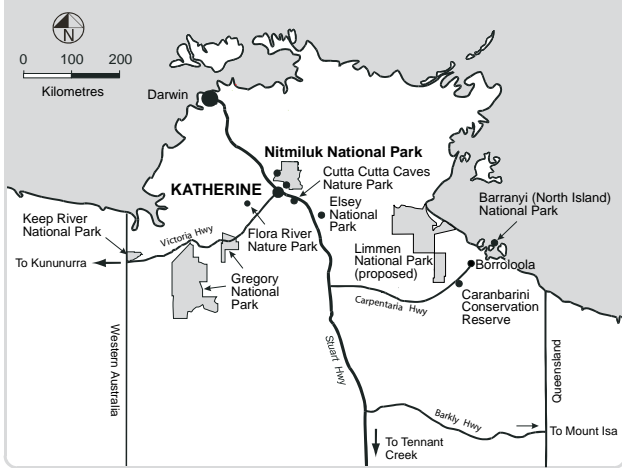 N
0 100 200
Kilometres
Darwin
Nitmiluk National Park
Cutta Cutta Caves
Nature Park
KATHERINE
Elsey
National
Park
Barranyi (North Island)
National Park
Keep River
National Park
Victoria Hwy
Flora River
Nature Park
Limmen
National Park
(proposed)
To Kununurra
Borroloola
Gregory
National
Park
Carpentaria Hwy
Caranbarini
Conservation
Reserve
Western Australia
Stuart Hwy
Queensland
Barkly Hwy
To Mount Isa
To Tennant
Creek